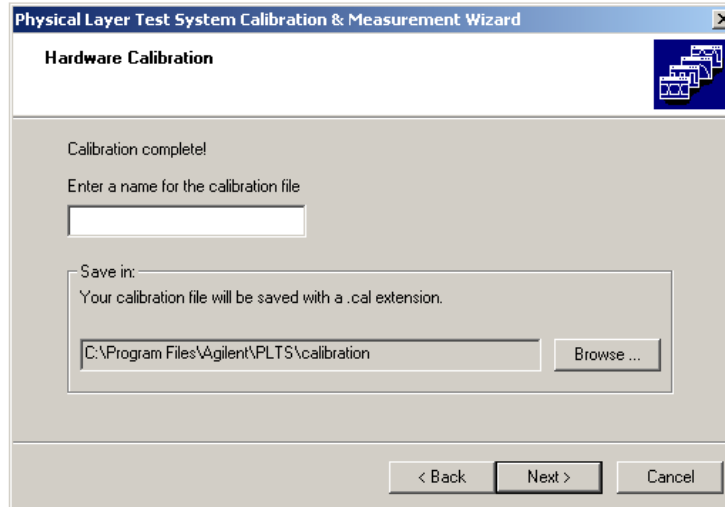 Physical Layer Test System Calibration & Measurement Wizard
Hardware Calibration
Calibration complete!
Enter a name for the calibration file
Save in:
Your calibration file will be saved with a .cal extension.
C:\Program Files\Agilent\PLTS\calibration
Browse ...
< Back
Next >
Cancel